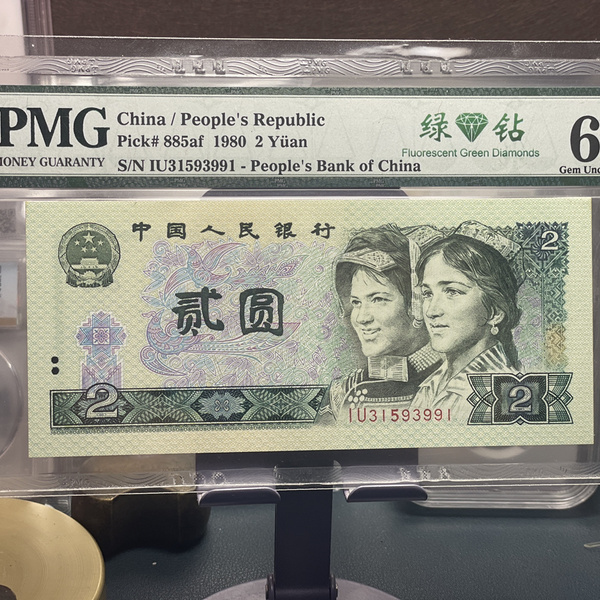 PMG
MONEY GUARANTY
China / People's Republic
Pick# 885af 1980 2 Yüan
S/N IU31593991 - People's Bank of China
绿 钻
Fluorescent Green Diamonds
6
Gem Unc
中国人民银行
2
贰圆
2
IU31593991
2